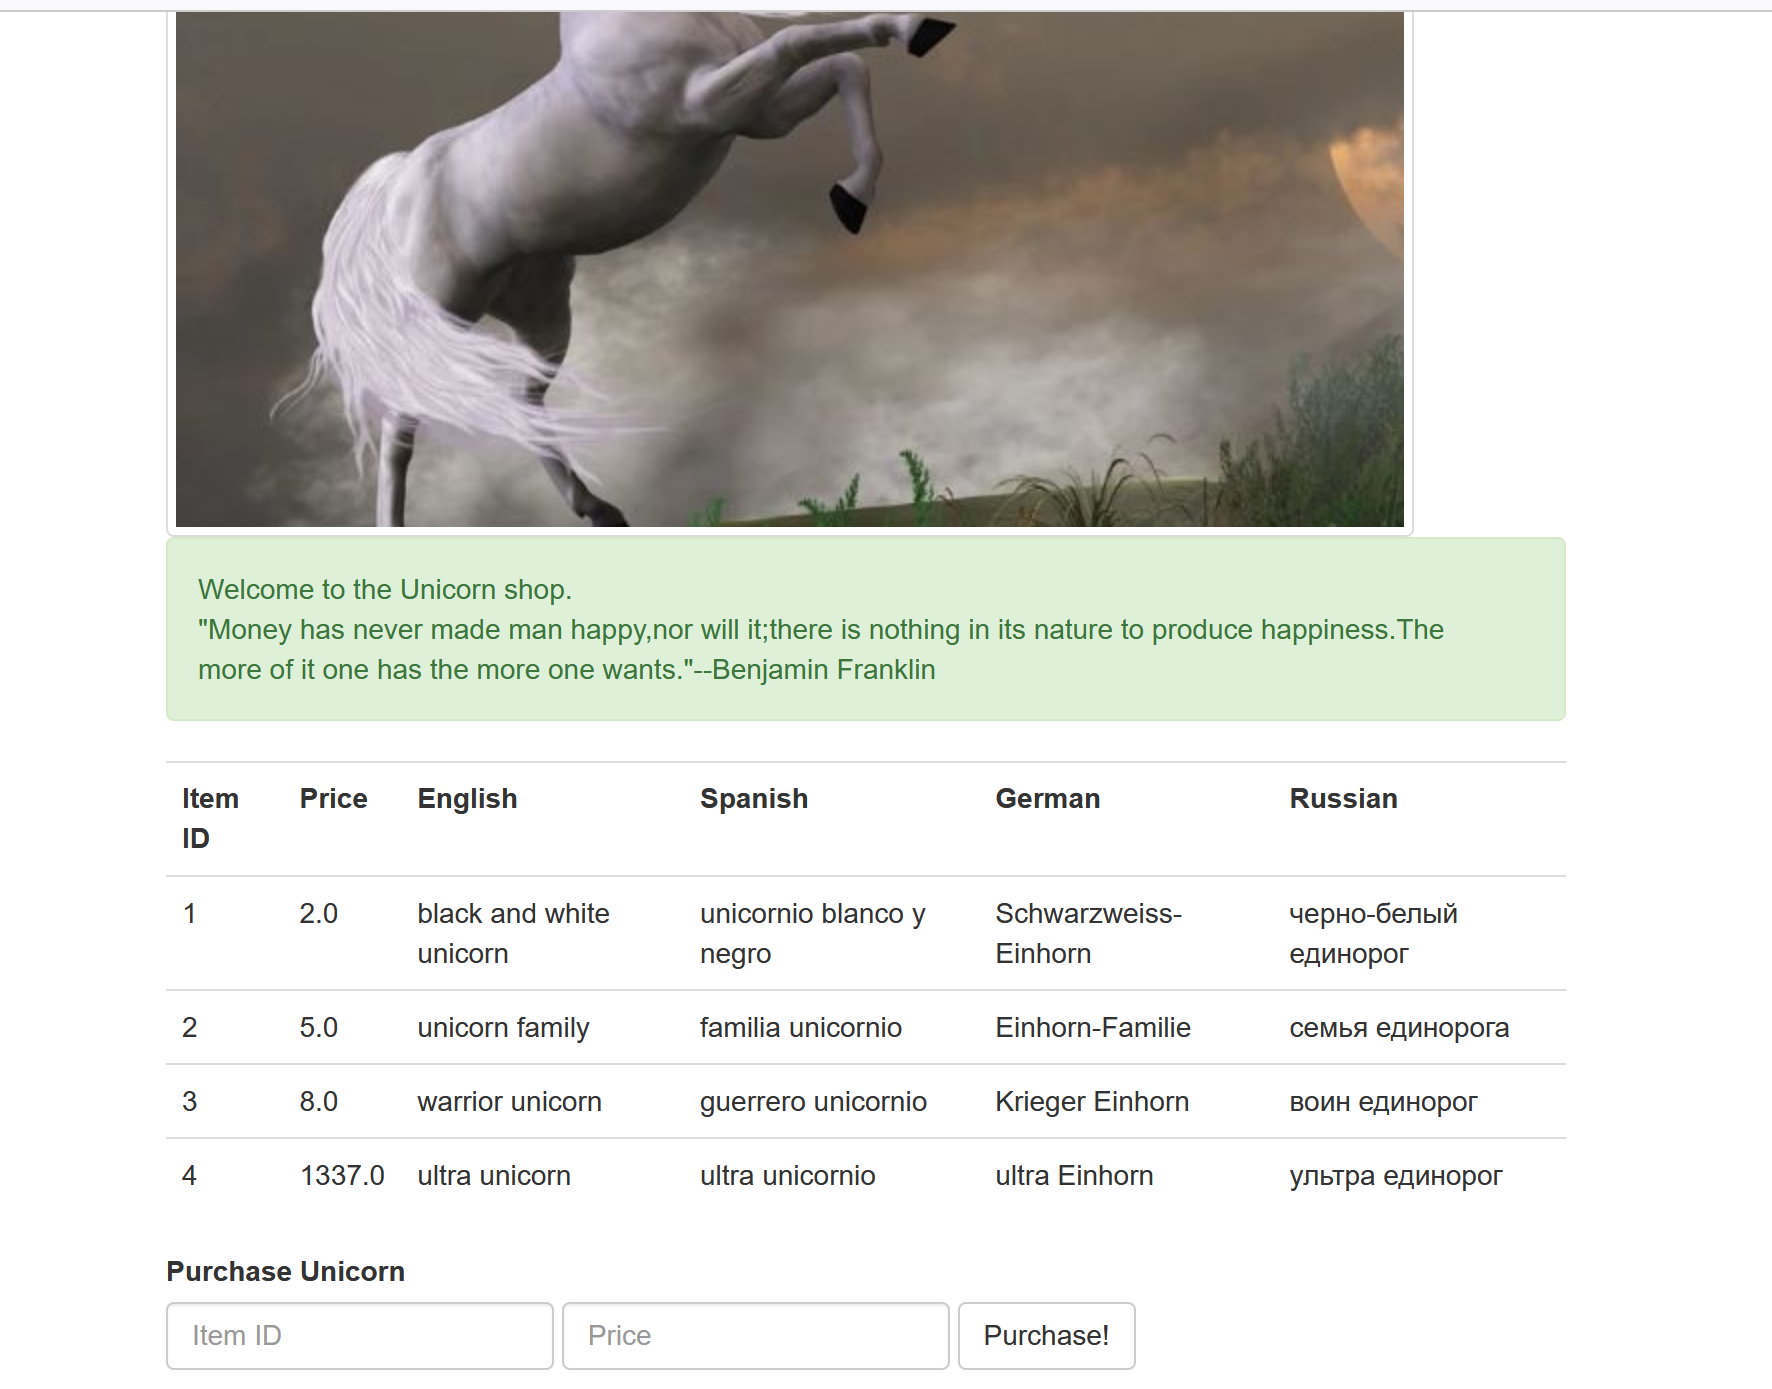 Welcome to the Unicorn shop.
"Money has never made man happy,nor will it;there is nothing in its nature to produce happiness.The
more of it one has the more one wants."--Benjamin Franklin
Item ID Price English Spanish German Russian
1 2.0 black and white unicorn unicornio blanco y negro Schwarzweiss-Einhorn черно-белый единорог
2 5.0 unicorn family familia unicornio Einhorn-Familie семья единорога
3 8.0 warrior unicorn guerrero unicornio Krieger Einhorn воин единорог
4 1337.0 ultra unicorn ultra unicornio ultra Einhorn ультра единорог
Purchase Unicorn
Item ID Price Purchase!